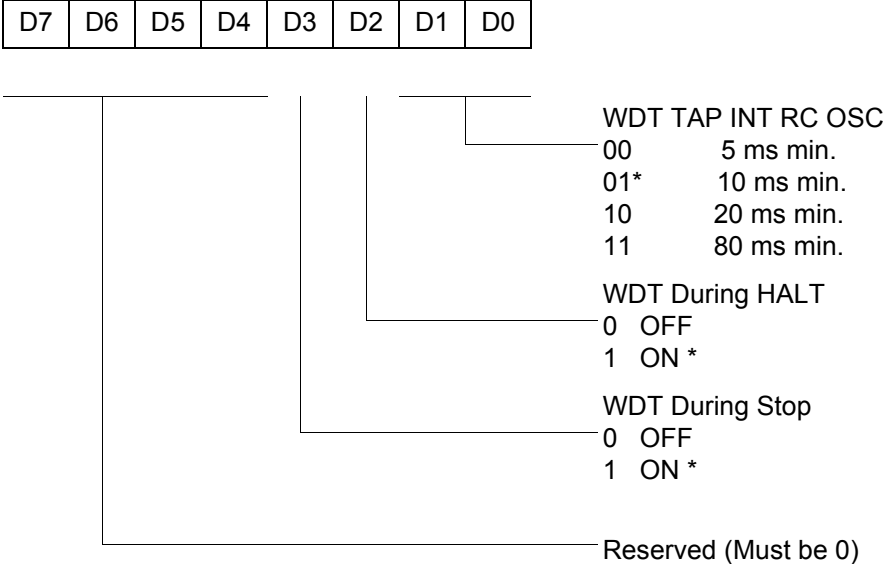 D7 D6 D5 D4 D3 D2 D1 D0
WDT TAP INT RC OSC
00 5 ms min.
01* 10 ms min.
10 20 ms min.
11 80 ms min.
WDT During HALT
0 OFF
1 ON *
WDT During Stop
0 OFF
1 ON *
Reserved (Must be 0)